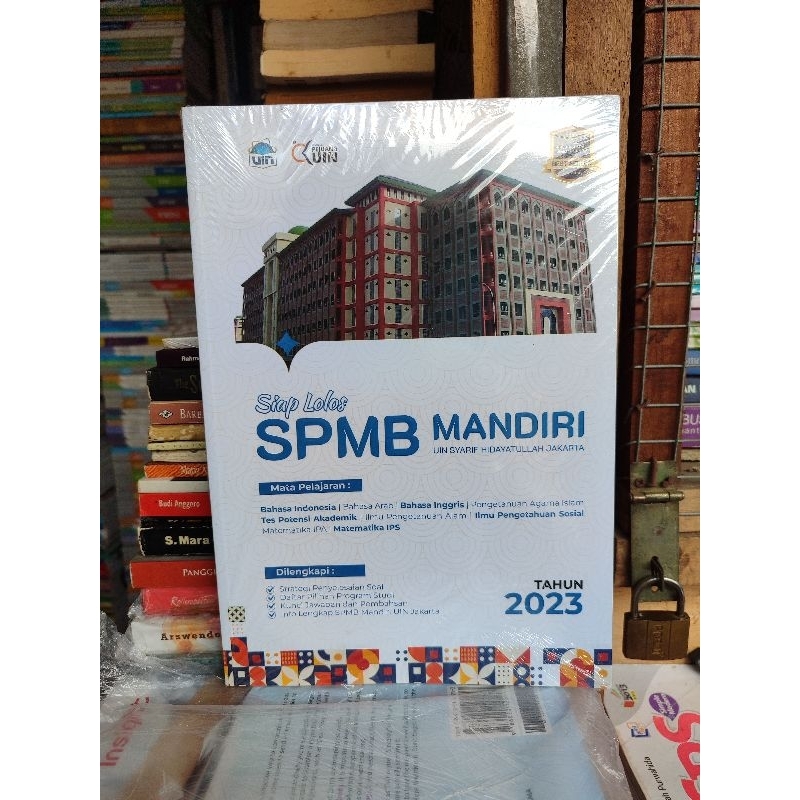 uin
PEJUANG
UIN
Siap Lolos
SPMB MANDIRI
UIN SYARIF HIDAYATULLAH JAKARTA
Mata Pelajaran :
Bahasa Indonesia | Bahasa Arab | Bahasa Inggris | Pengetahuan Agama Islam
Tes Potensi Akademik | Ilmu Pengetahuan Alam | Ilmu Pengetahuan Sosial
Matematika IPA | Matematika IPS
Dilengkapi :
Strategi Penyelesaian Soal
Daftar Pilihan Program Studi
Kunci Jawaban dan Pembahasan
Info Lengkap SPMB Mandiri UIN Jakarta
TAHUN
2023
Budi Anggoro
S. Mara
PANGG
Arswendo